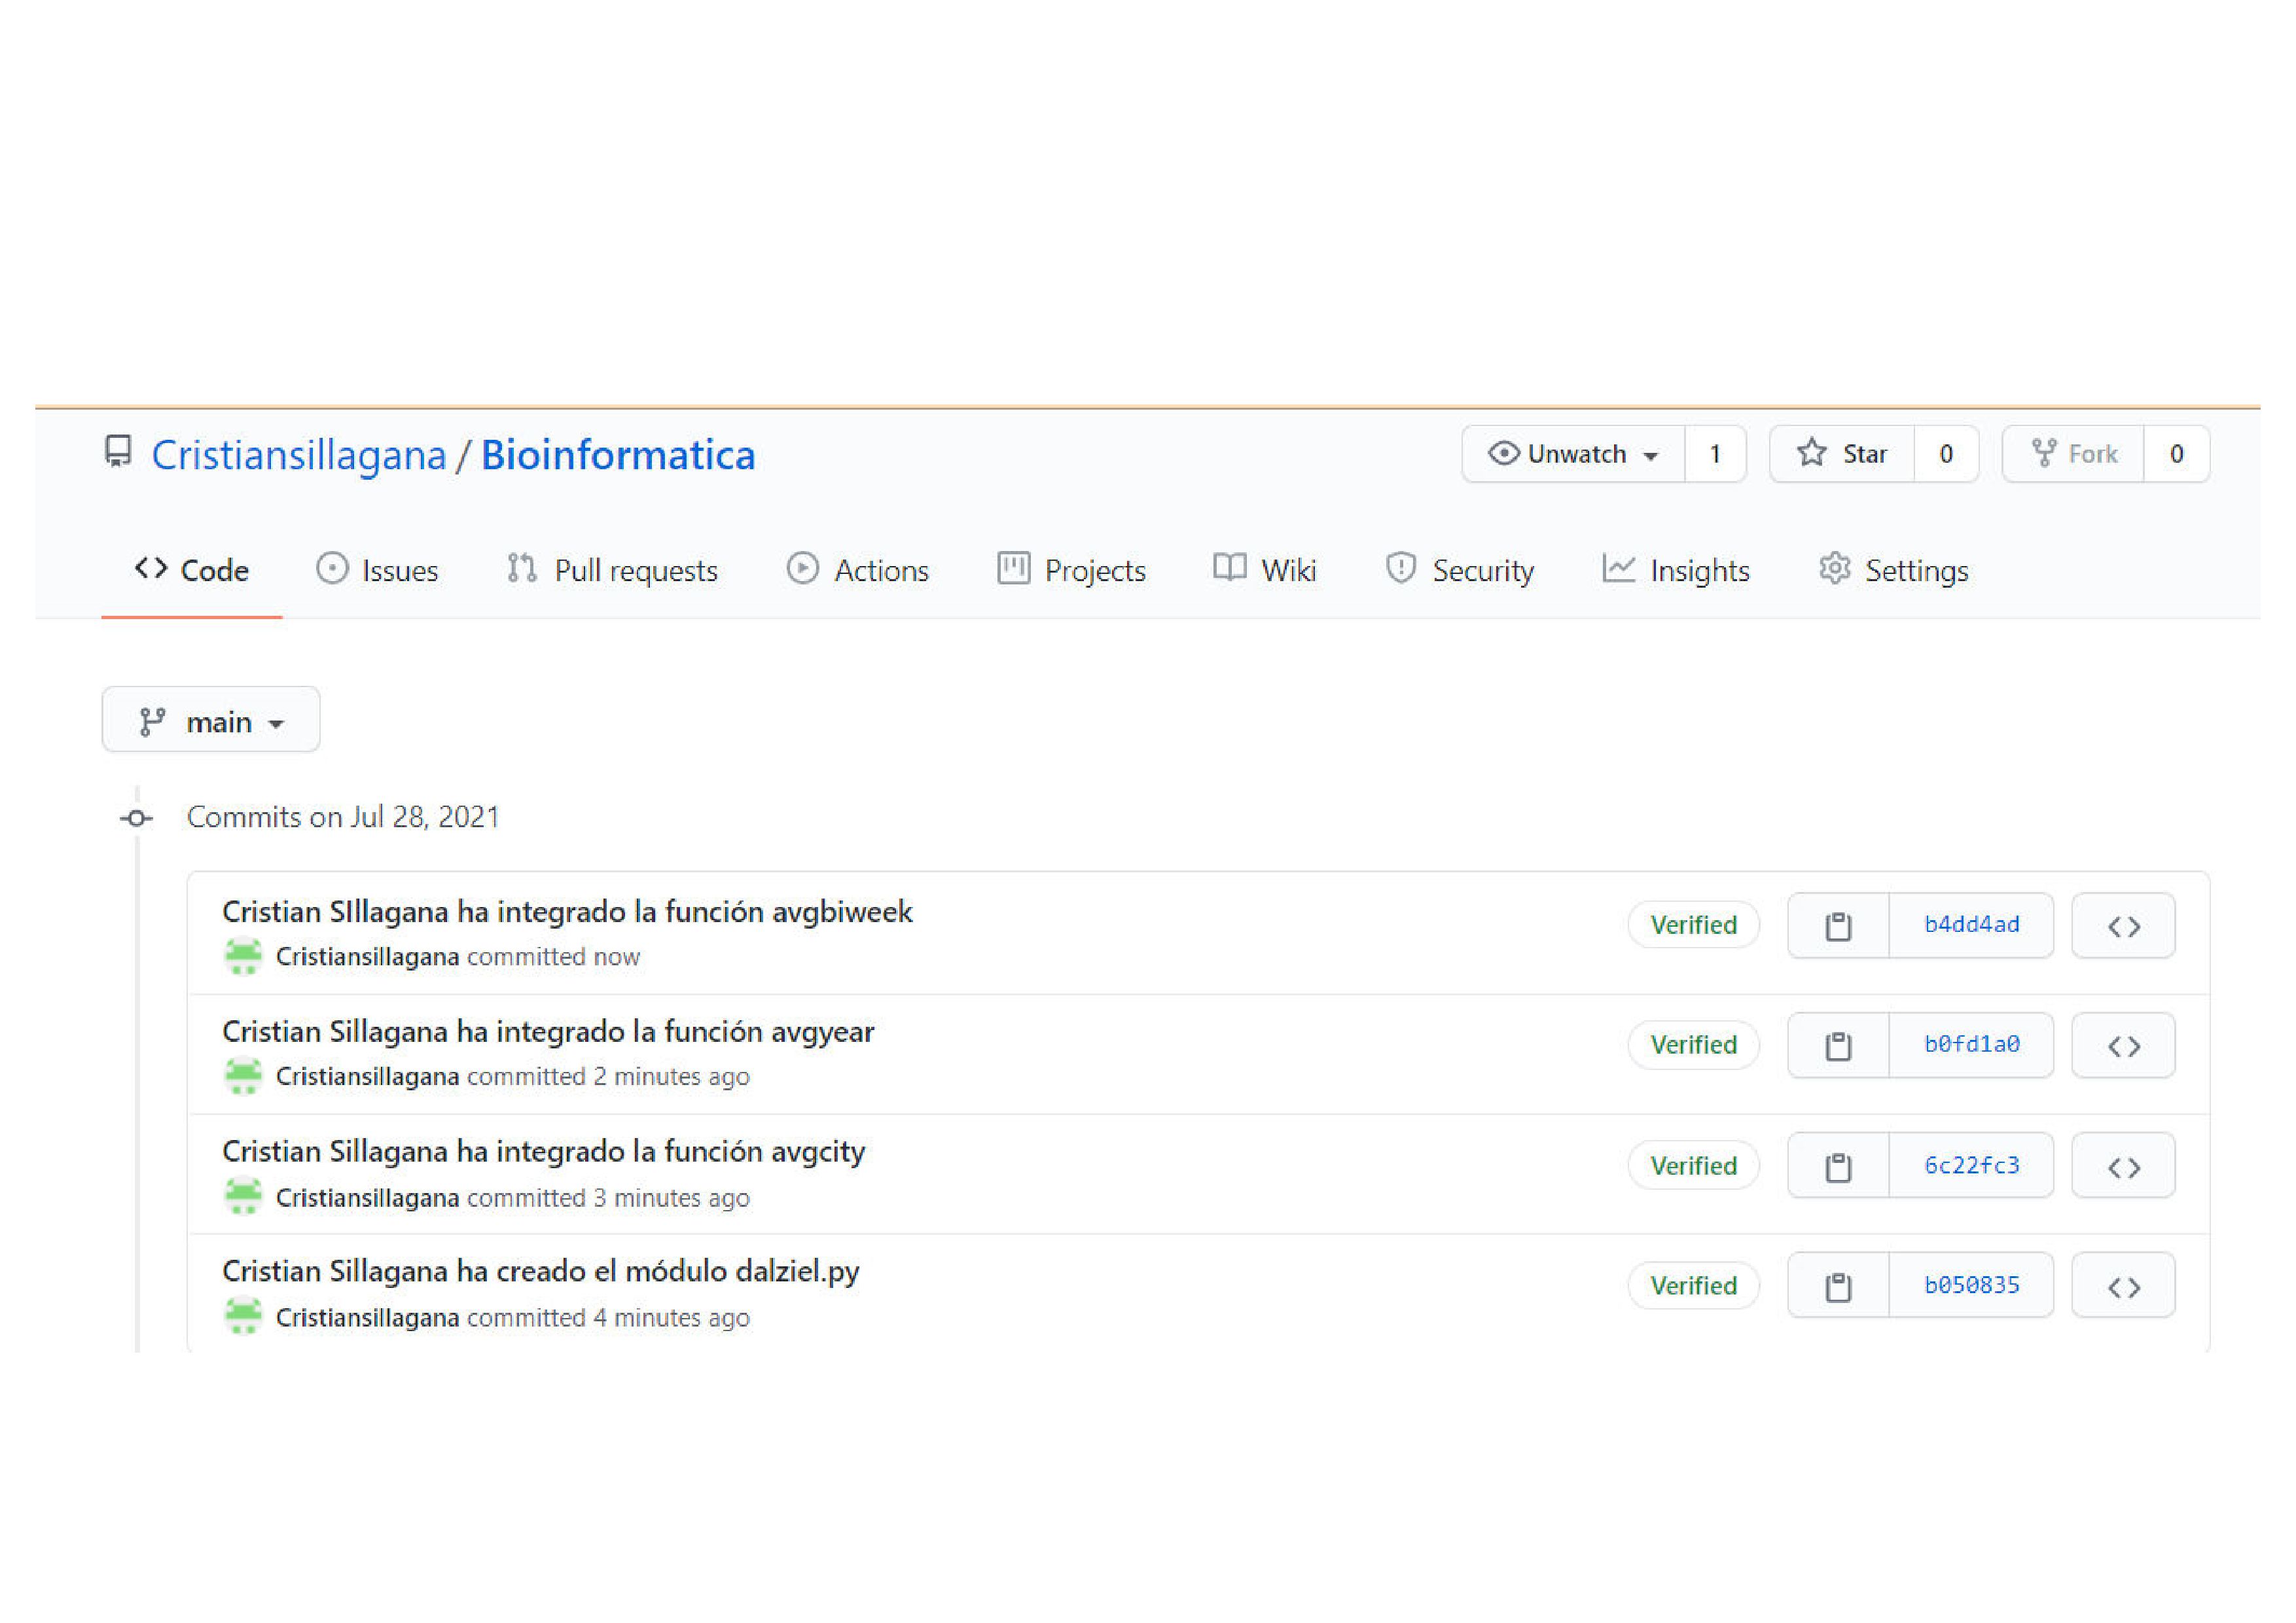 Cristiansillagana / Bioinformatica Unwatch 1 Star 0 Fork 0
Code Issues Pull requests Actions Projects Wiki Security Insights Settings
main
Commits on Jul 28, 2021
Cristian SIllagana ha integrado la función avgbiweek
Cristiansillagana committed now
Verified b4dd4ad
Cristian Sillagana ha integrado la función avgyear
Cristiansillagana committed 2 minutes ago
Verified b0fd1a0
Cristian Sillagana ha integrado la función avgcity
Cristiansillagana committed 3 minutes ago
Verified 6c22fc3
Cristian Sillagana ha creado el módulo dalziel.py
Cristiansillagana committed 4 minutes ago
Verified b050835